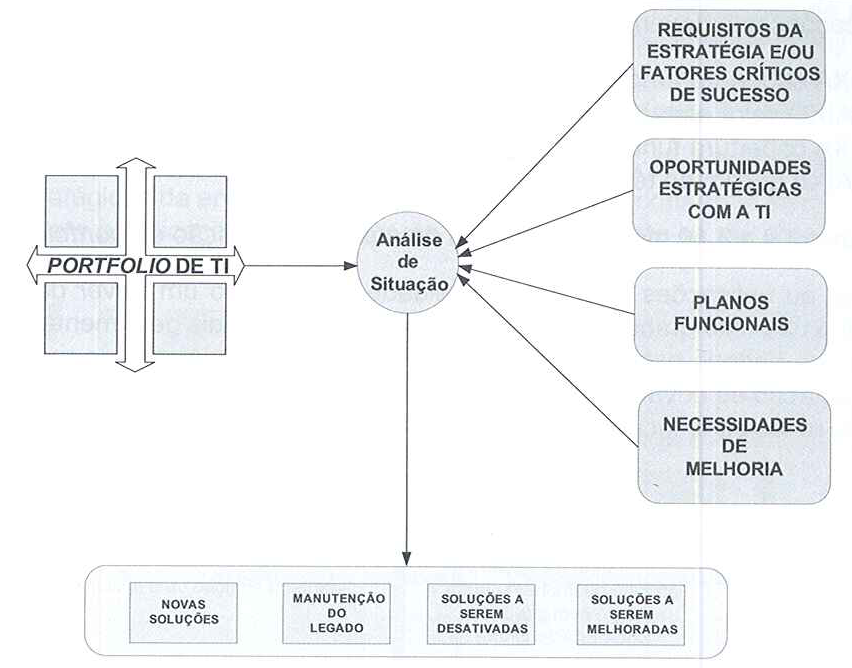 REQUISITOS DA
ESTRATÉGIA E/OU
FATORES CRÍTICOS
DE SUCESSO
OPORTUNIDADES
ESTRATÉGICAS
COM A TI
PORTFOLIO DE TI
Análise
de
Situação
PLANOS
FUNCIONAIS
NECESSIDADES
DE
MELHORIA
NOVAS
SOLUÇÕES
MANUTENÇÃO
DO
LEGADO
SOLUÇÕES A
SEREM
DESATIVADAS
SOLUÇÕES A
SEREM
MELHORADAS